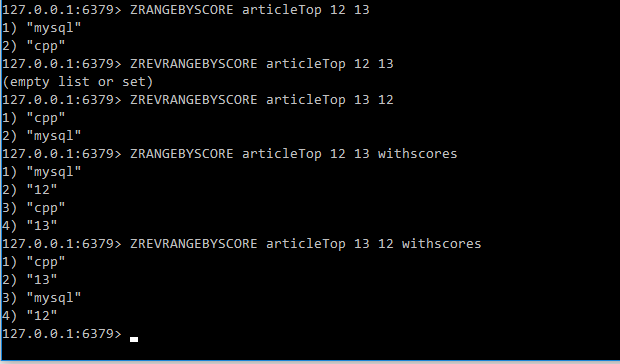 127.0.0.1:6379> ZRANGEBYSCORE articleTop 12 13
1) "mysql"
2) "cpp"
127.0.0.1:6379> ZREVRANGEBYSCORE articleTop 12 13
(empty list or set)
127.0.0.1:6379> ZREVRANGEBYSCORE articleTop 13 12
1) "cpp"
2) "mysql"
127.0.0.1:6379> ZRANGEBYSCORE articleTop 12 13 withscores
1) "mysql"
2) "12"
3) "cpp"
4) "13"
127.0.0.1:6379> ZREVRANGEBYSCORE articleTop 13 12 withscores
1) "cpp"
2) "13"
3) "mysql"
4) "12"
127.0.0.1:6379>